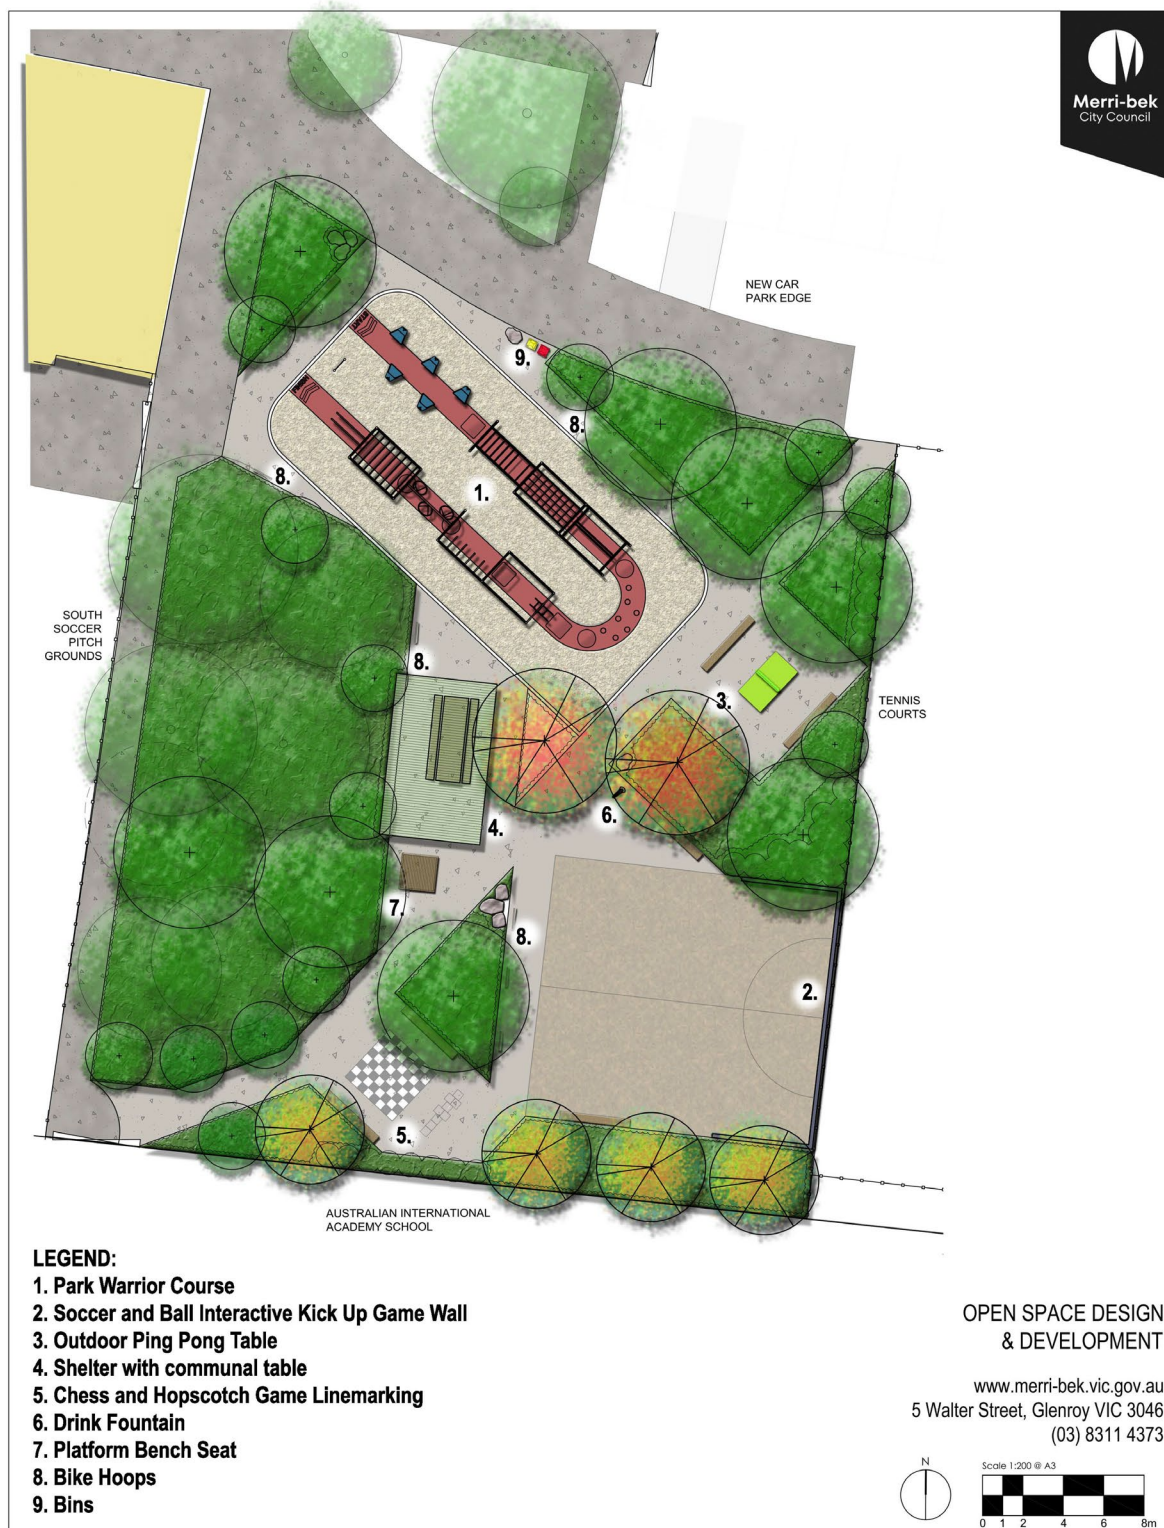 Merri-bek
City Council
NEW CAR
PARK EDGE
START
FINISH
9.
8.
8.
1.
SOUTH
SOCCER
PITCH
GROUNDS
8.
3.
TENNIS
COURTS
6.
4.
7.
8.
2.
5.
AUSTRALIAN INTERNATIONAL
ACADEMY SCHOOL
LEGEND:
1. Park Warrior Course
2. Soccer and Ball Interactive Kick Up Game Wall
3. Outdoor Ping Pong Table
4. Shelter with communal table
5. Chess and Hopscotch Game Linemarking
6. Drink Fountain
7. Platform Bench Seat
8. Bike Hoops
9. Bins
OPEN SPACE DESIGN
& DEVELOPMENT
www.merri-bek.vic.gov.au
5 Walter Street, Glenroy VIC 3046
(03) 8311 4373
N
Scale 1:200 @ A3
0 1 2 4 6 8m